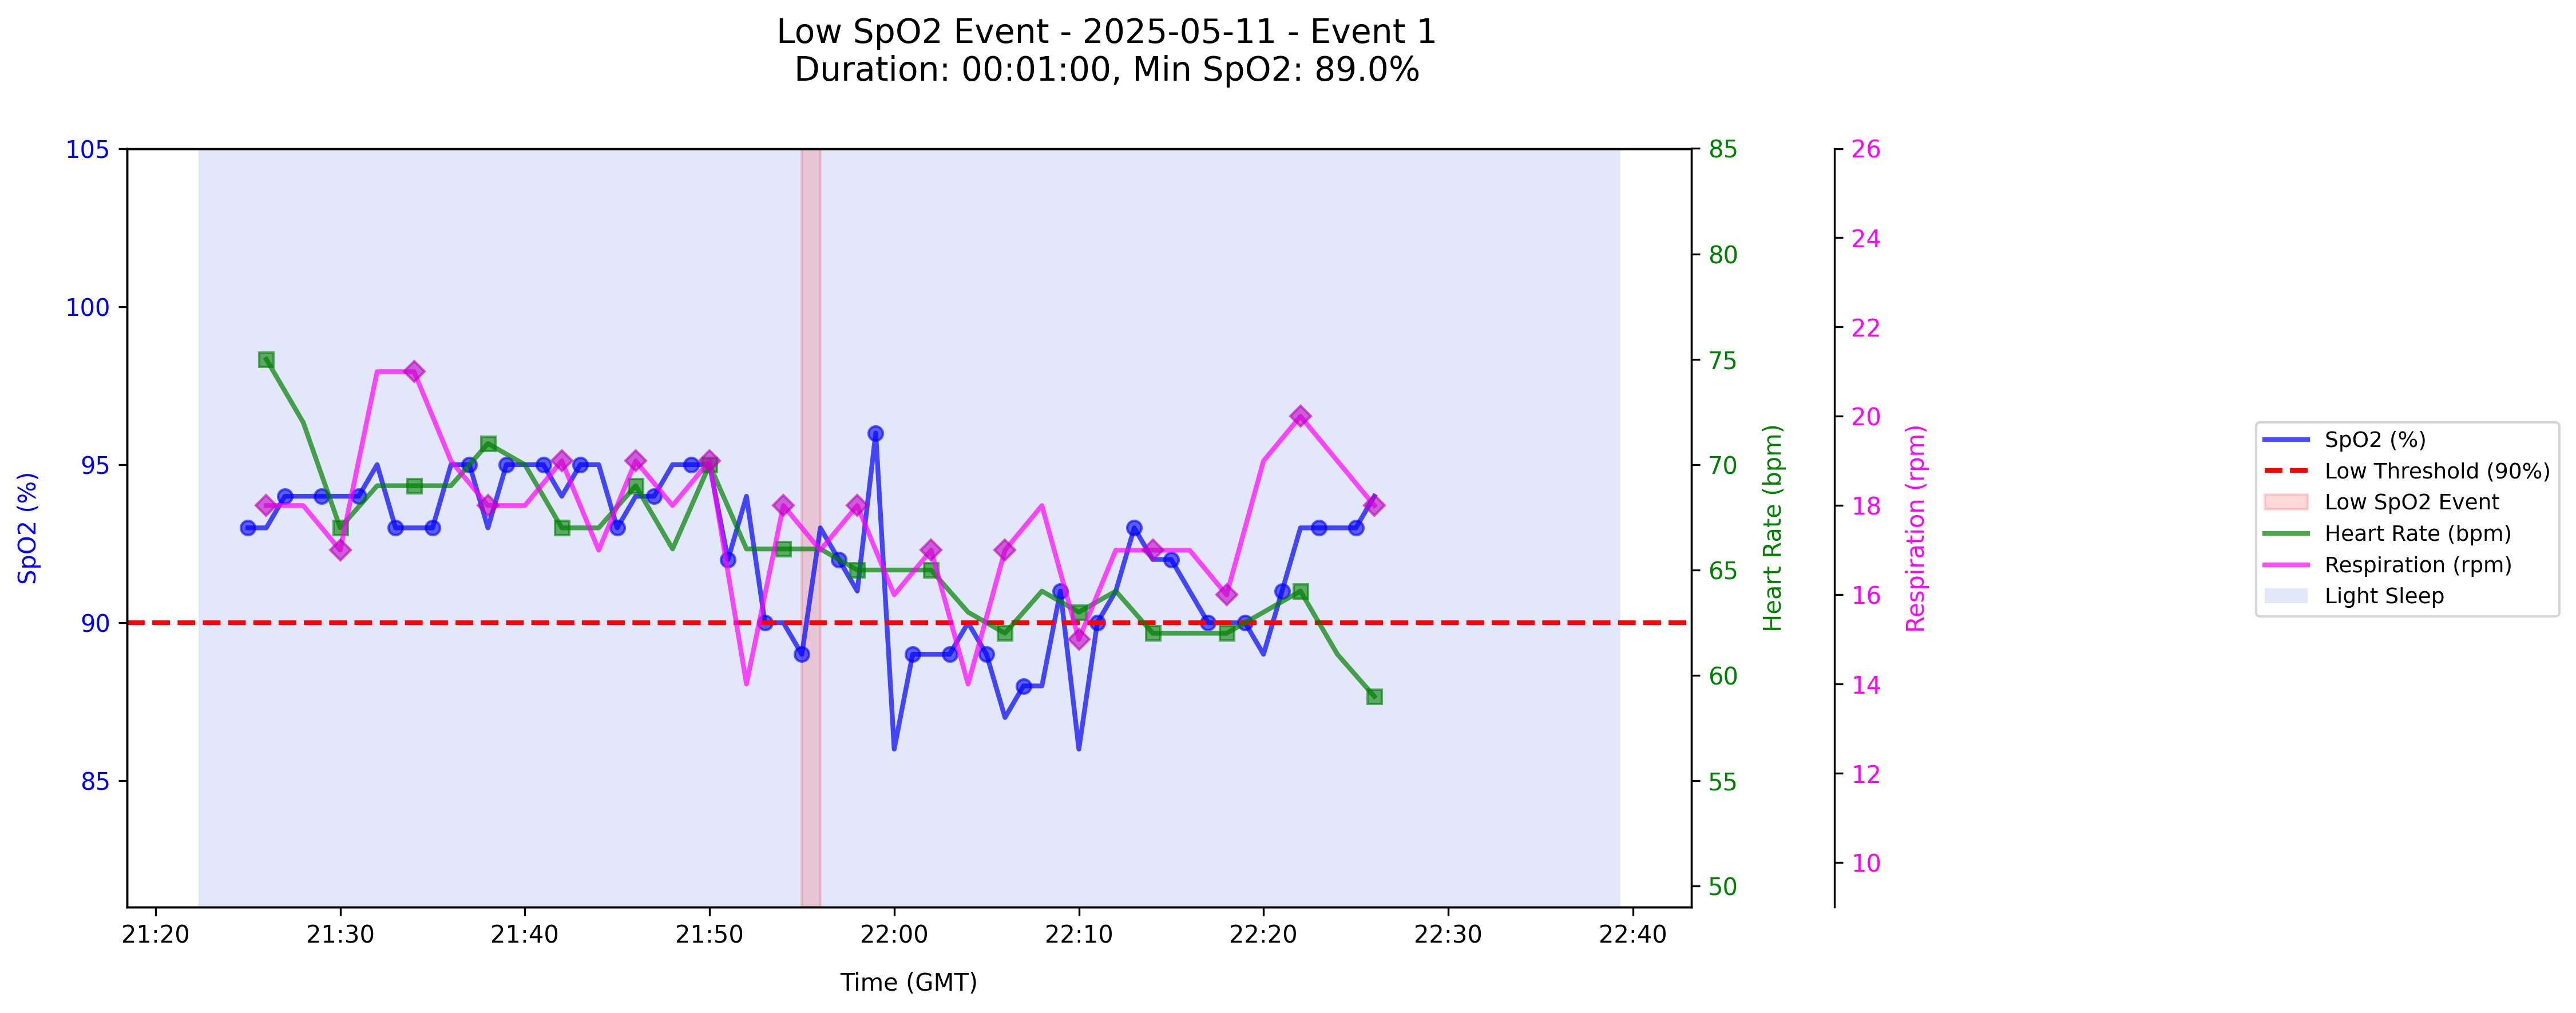 Low SpO2 Event - 2025-05-11 - Event 1
Duration: 00:01:00, Min SpO2: 89.0%
105
100
95
90
85
SpO2 (%)
21:20 21:30 21:40 21:50 22:00 22:10 22:20 22:30 22:40
Time (GMT)
85
80
75
70
65
60
55
50
Heart Rate (bpm)
26
24
22
20
18
16
14
12
10
Respiration (rpm)
SpO2 (%)
Low Threshold (90%)
Low SpO2 Event
Heart Rate (bpm)
Respiration (rpm)
Light Sleep